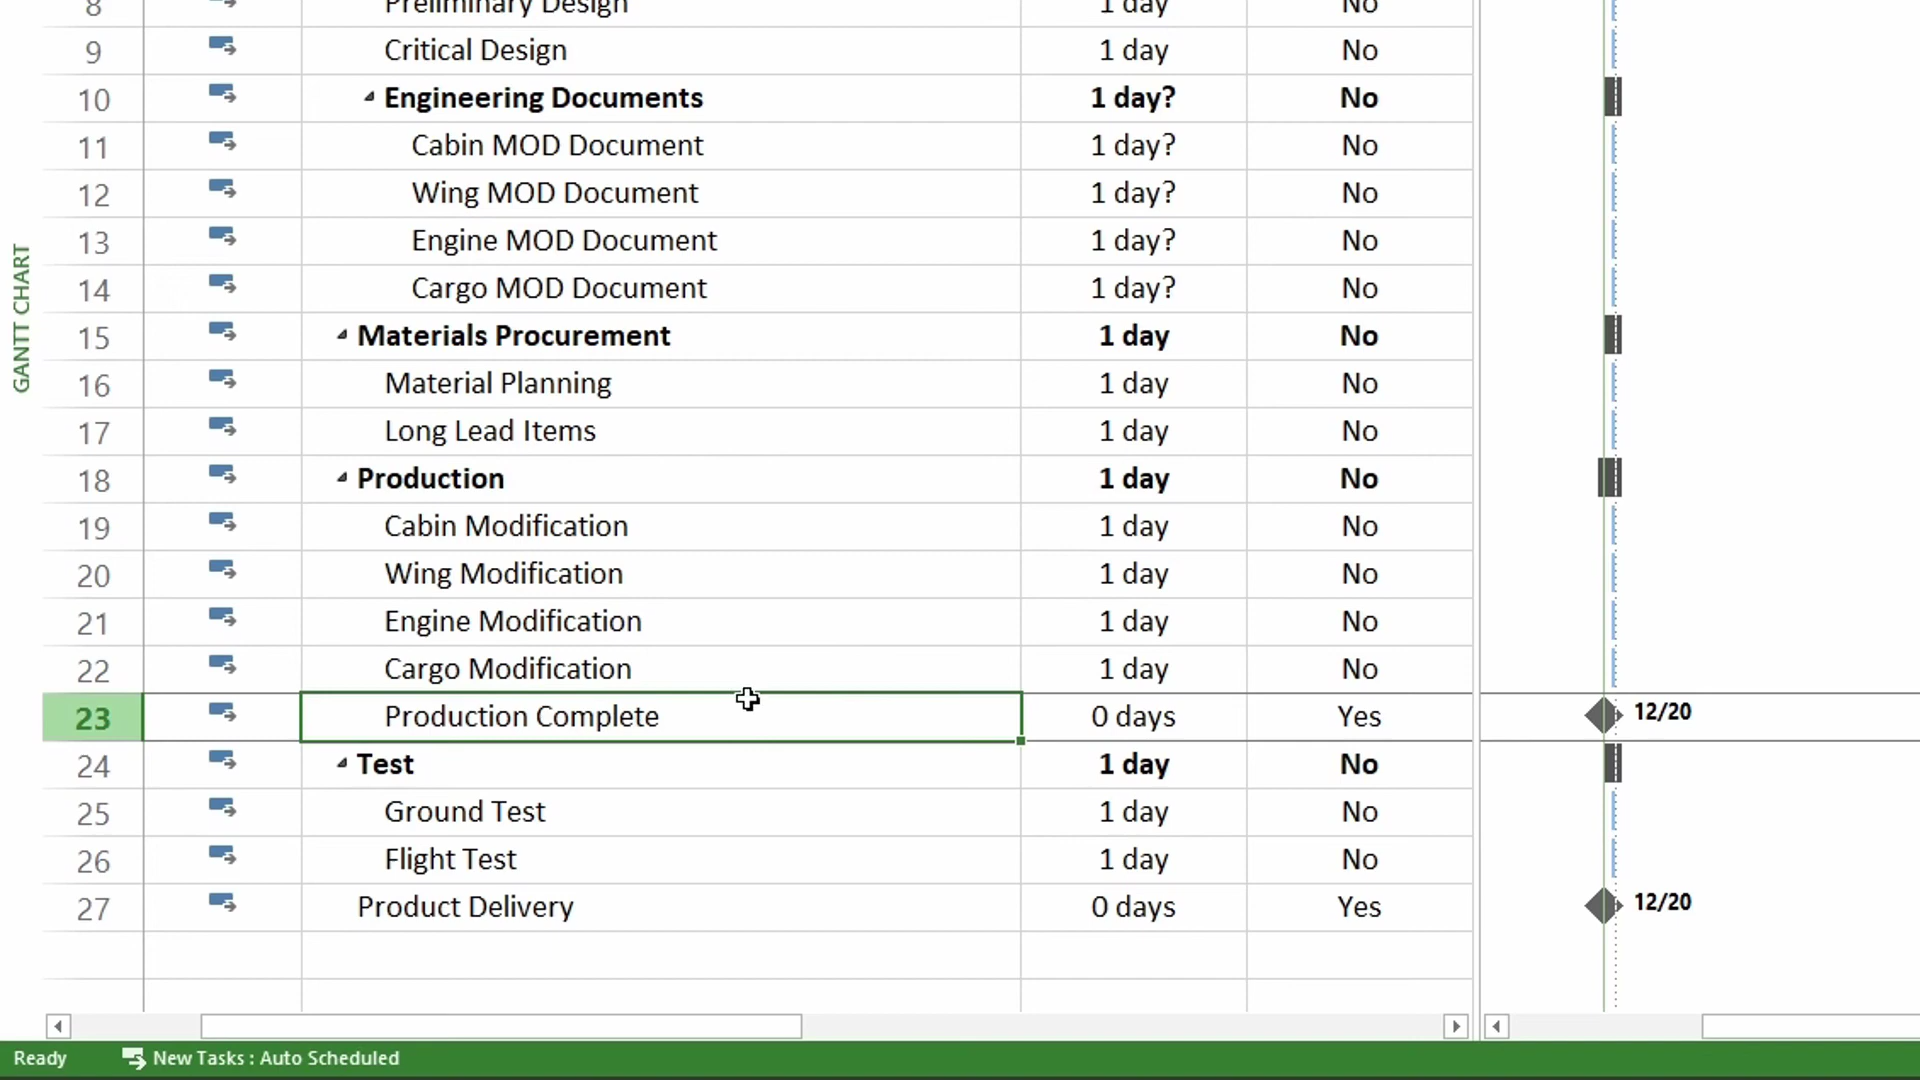 8 Preliminary Design 1 day No
9 Critical Design 1 day No
10 Engineering Documents 1 day? No
11 Cabin MOD Document 1 day? No
12 Wing MOD Document 1 day? No
13 Engine MOD Document 1 day? No
14 Cargo MOD Document 1 day? No
15 Materials Procurement 1 day No
16 Material Planning 1 day No
17 Long Lead Items 1 day No
18 Production 1 day No
19 Cabin Modification 1 day No
20 Wing Modification 1 day No
21 Engine Modification 1 day No
22 Cargo Modification 1 day No
23 Production Complete 0 days Yes 12/20
24 Test 1 day No
25 Ground Test 1 day No
26 Flight Test 1 day No
27 Product Delivery 0 days Yes 12/20
GANTT CHART
Ready New Tasks : Auto Scheduled